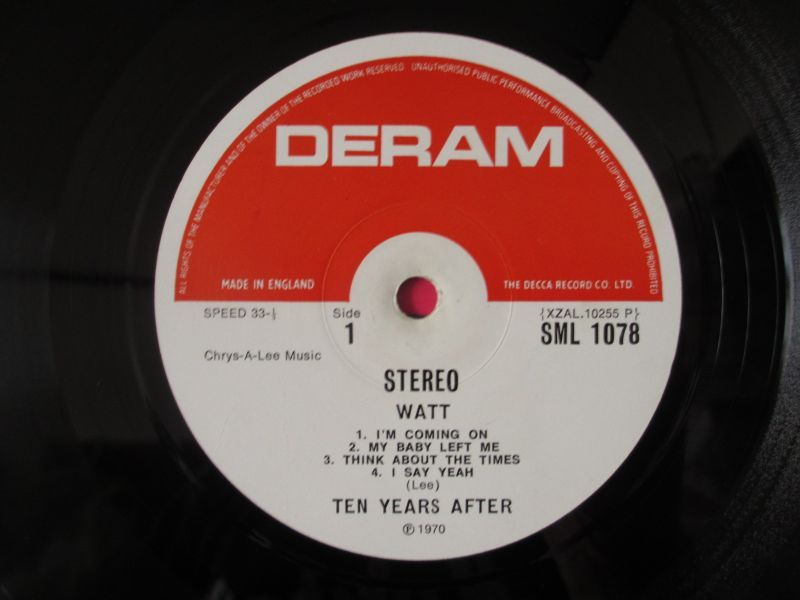 ALL RIGHTS OF THE MANUFACTURER AND OF THE OWNER OF THE RECORDED WORK RESERVED UNAUTHORISED PUBLIC PERFORMANCE BROADCASTING AND COPYING OF THIS RECORD PROHIBITED
DERAM
MADE IN ENGLAND
THE DECCA RECORD CO. LTD.
SPEED 33-⅓
Side
{XZAL.10255 P}
1
SML 1078
Chrys-A-Lee Music
STEREO
WATT
1. I'M COMING ON
2. MY BABY LEFT ME
3. THINK ABOUT THE TIMES
4. I SAY YEAH
(Lee)
TEN YEARS AFTER
℗ 1970